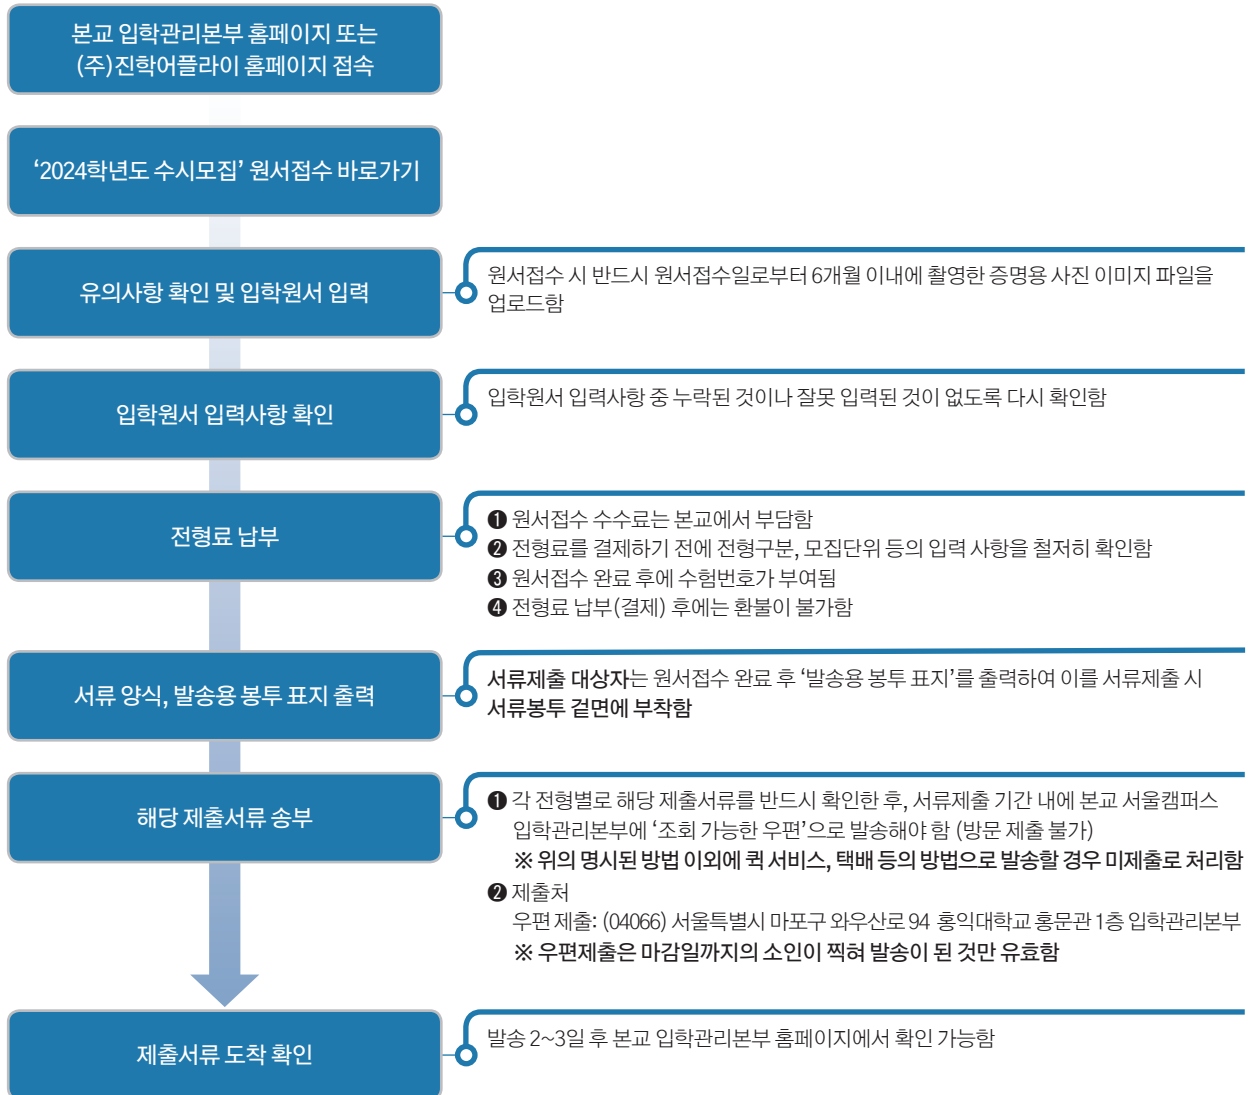 본교 입학관리본부 홈페이지 또는
(주)진학어플라이 홈페이지 접속
‘2024학년도 수시모집’ 원서접수 바로가기
유의사항 확인 및 입학원서 입력
원서접수 시 반드시 원서접수일로부터 6개월 이내에 촬영한 증명용 사진 이미지 파일을
업로드함
입학원서 입력사항 확인
입학원서 입력사항 중 누락된 것이나 잘못 입력된 것이 없도록 다시 확인함
전형료 납부
❶ 원서접수 수수료는 본교에서 부담함
❷ 전형료를 결제하기 전에 전형구분, 모집단위 등의 입력 사항을 철저히 확인함
❸ 원서접수 완료 후에 수험번호가 부여됨
❹ 전형료 납부(결제) 후에는 환불이 불가함
서류 양식, 발송용 봉투 표지 출력
서류제출 대상자는 원서접수 완료 후 ‘발송용 봉투 표지’를 출력하여 이를 서류제출 시
서류봉투 겉면에 부착함
해당 제출서류 송부
❶ 각 전형별로 해당 제출서류를 반드시 확인한 후, 서류제출 기간 내에 본교 서울캠퍼스
입학관리본부에 ‘조회 가능한 우편’으로 발송해야 함 (방문 제출 불가)
※ 위의 명시된 방법 이외에 퀵 서비스, 택배 등의 방법으로 발송할 경우 미제출로 처리함
❷ 제출처
우편 제출: (04066) 서울특별시 마포구 와우산로 94 홍익대학교 홍문관 1층 입학관리본부
※ 우편제출은 마감일까지의 소인이 찍혀 발송이 된 것만 유효함
제출서류 도착 확인
발송 2~3일 후 본교 입학관리본부 홈페이지에서 확인 가능함